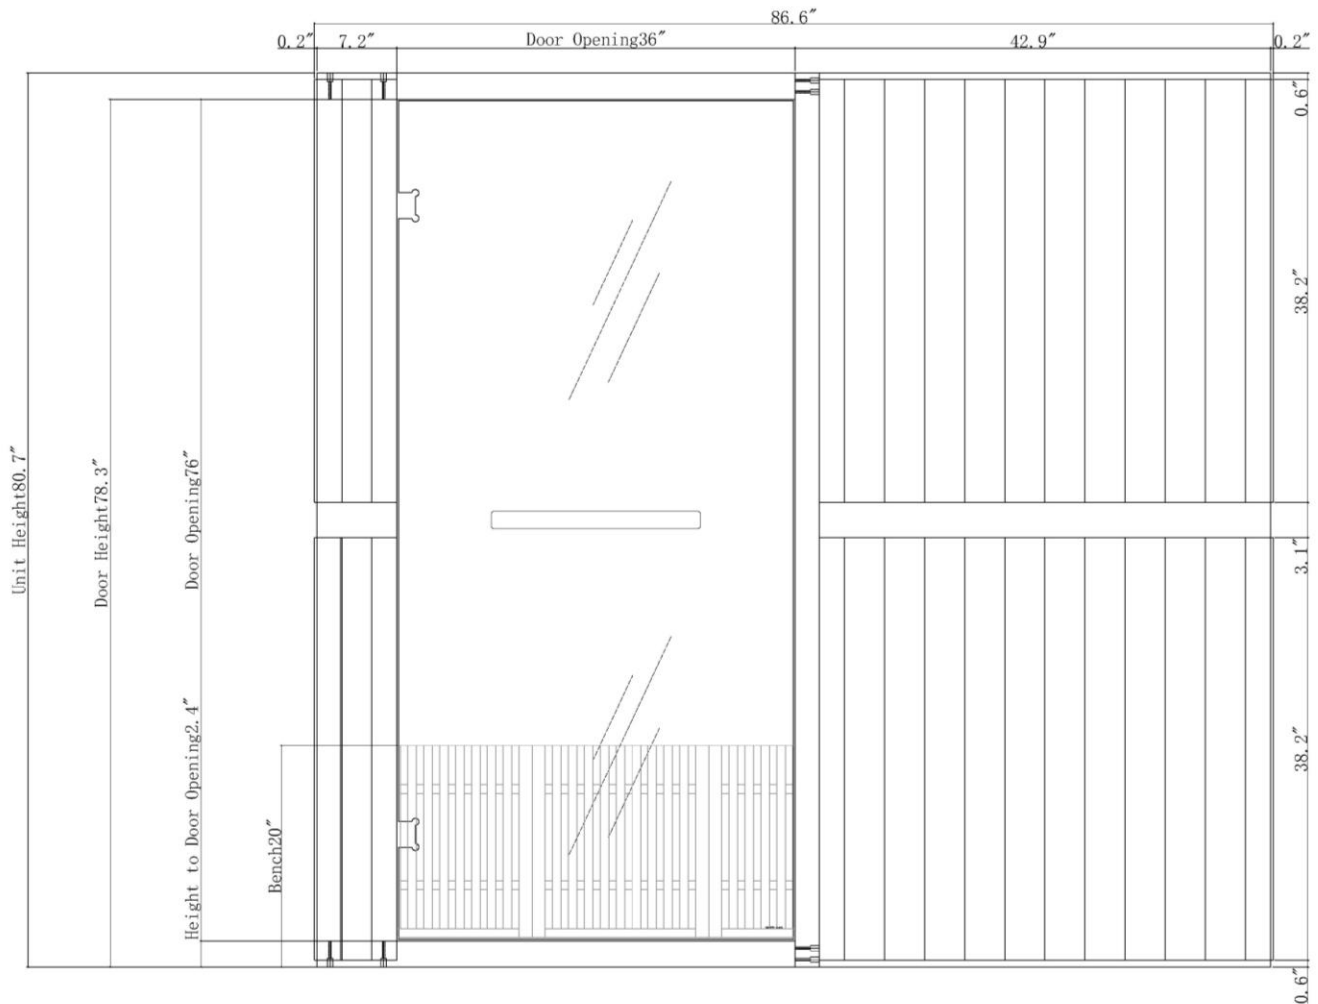 86.6″
0.2″
7.2″
Door Opening36″
42.9″
0.2″
0.6″
38.2″
3.1″
38.2″
0.6″
Unit Height80.7″
Door Height78.3″
Door Opening76″
Height to Door Opening2.4″
Bench20″